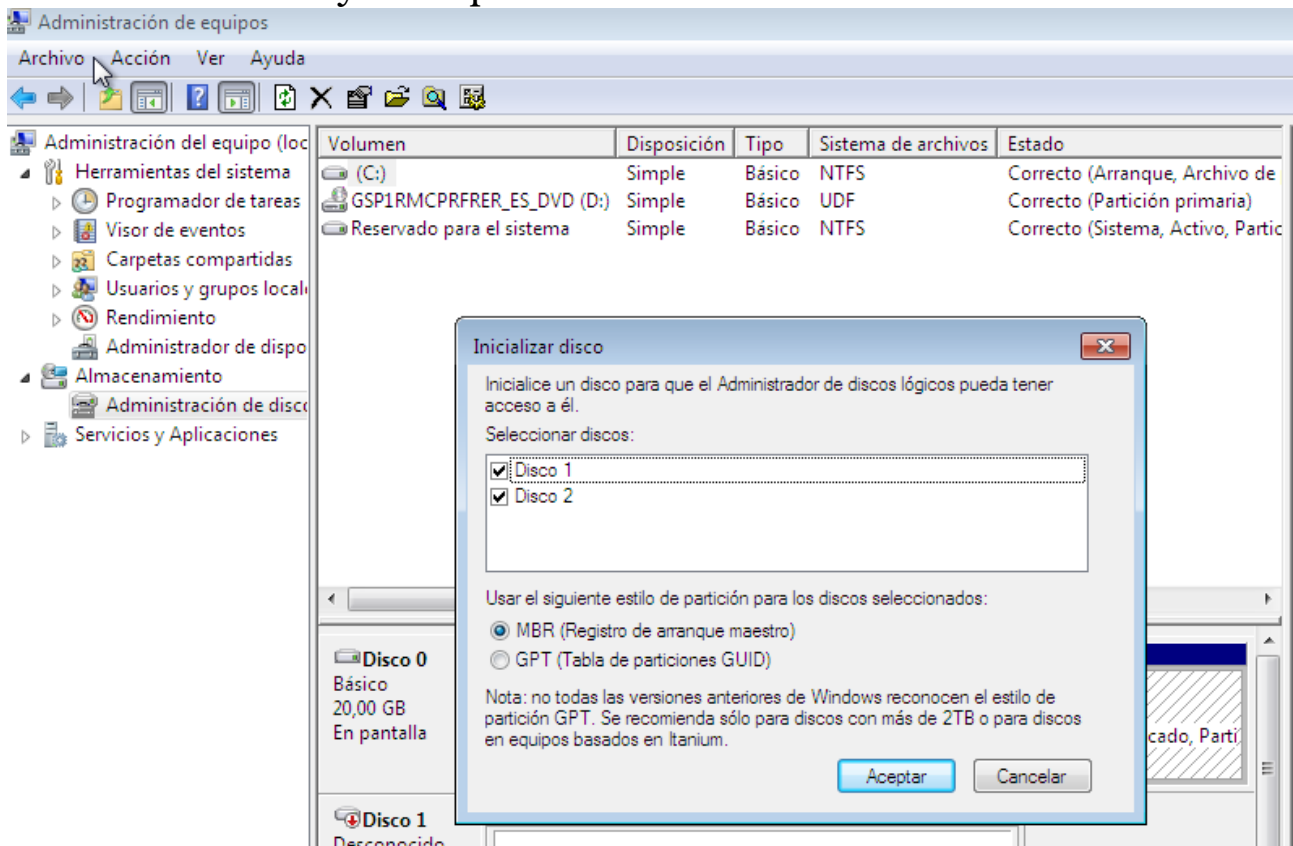 Administración de equipos
Archivo Acción Ver Ayuda
Administración del equipo (loc
Herramientas del sistema
Programador de tareas
Visor de eventos
Carpetas compartidas
Usuarios y grupos local
Rendimiento
Administrador de dispo
Almacenamiento
Administración de disc
Servicios y Aplicaciones
Volumen Disposición Tipo Sistema de archivos Estado
(C:) Simple Básico NTFS Correcto (Arranque, Archivo de
GSP1RMCPRFRER_ES_DVD (D:) Simple Básico UDF Correcto (Partición primaria)
Reservado para el sistema Simple Básico NTFS Correcto (Sistema, Activo, Partic
Inicializar disco
Inicialice un disco para que el Administrador de discos lógicos pueda tener
acceso a él.
Seleccionar discos:
Disco 1
Disco 2
Usar el siguiente estilo de partición para los discos seleccionados:
MBR (Registro de arranque maestro)
GPT (Tabla de particiones GUID)
Nota: no todas las versiones anteriores de Windows reconocen el estilo de
partición GPT. Se recomienda sólo para discos con más de 2TB o para discos
en equipos basados en Itanium.
Aceptar Cancelar
Disco 0
Básico
20,00 GB
En pantalla
cado, Parti
Disco 1
Desconocido